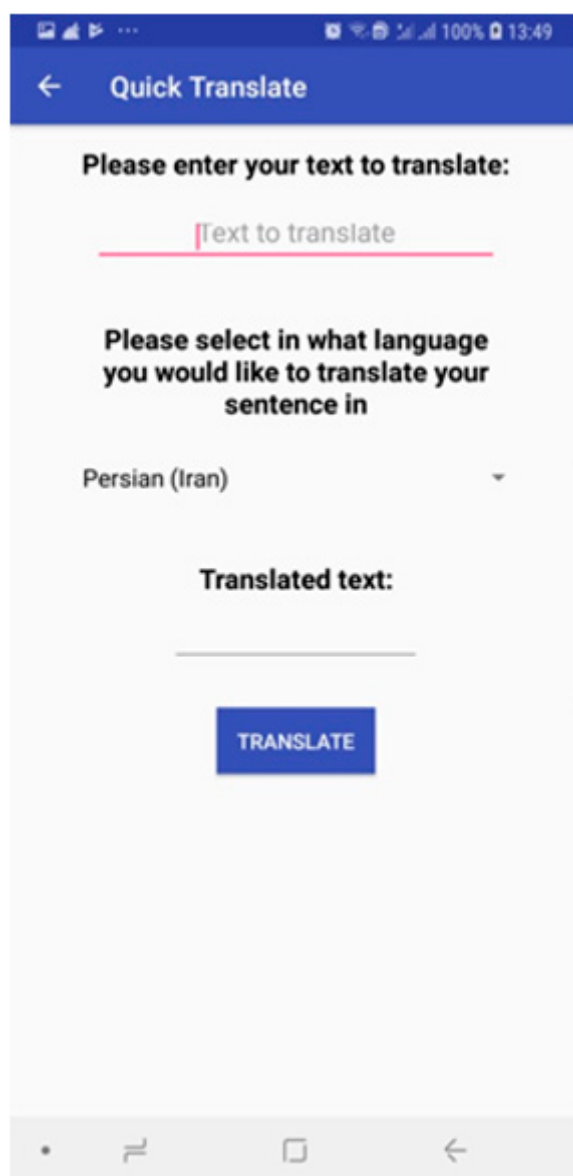 100% 13:49
Quick Translate
Please enter your text to translate:
Text to translate
Please select in what language
you would like to translate your
sentence in
Persian (Iran)
Translated text:
TRANSLATE